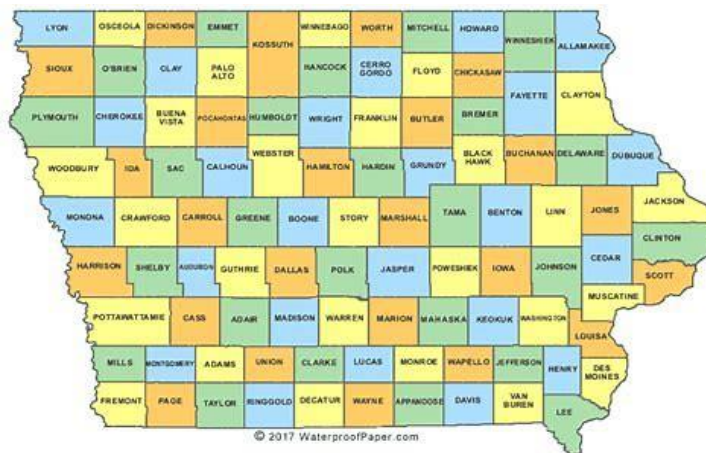 LYON
OSCEOLA
DICKINSON
EMMET
KOSSUTH
WINNEBAGO
WORTH
MITCHELL
HOWARD
WINNESHIEK
ALLAMAKEE
SIOUX
O'BRIEN
CLAY
PALO
ALTO
HANCOCK
CERRO
GORDO
FLOYD
CHICKASAW
FAYETTE
CLAYTON
PLYMOUTH
CHEROKEE
BUENA
VISTA
POCAHONTAS
HUMBOLDT
WRIGHT
FRANKLIN
BUTLER
BREMER
WOODBURY
IDA
SAC
CALHOUN
WEBSTER
HAMILTON
HARDIN
GRUNDY
BLACK
HAWK
BUCHANAN
DELAWARE
DUBUQUE
MONONA
CRAWFORD
CARROLL
GREENE
BOONE
STORY
MARSHALL
TAMA
BENTON
LINN
JONES
JACKSON
CLINTON
HARRISON
SHELBY
AUDUBON
GUTHRIE
DALLAS
POLK
JASPER
POWESHIEK
IOWA
JOHNSON
CEDAR
SCOTT
MUSCATINE
POTTAWATTAMIE
CASS
ADAIR
MADISON
WARREN
MARION
MAHASKA
KEOKUK
WASHINGTON
LOUISA
MILLS
MONTGOMERY
ADAMS
UNION
CLARKE
LUCAS
MONROE
WAPELLO
JEFFERSON
HENRY
DES
MOINES
FREMONT
PAGE
TAYLOR
RINGGOLD
DECATUR
WAYNE
APPANOOSE
DAVIS
VAN
BUREN
LEE
© 2017 WaterproofPaper.com